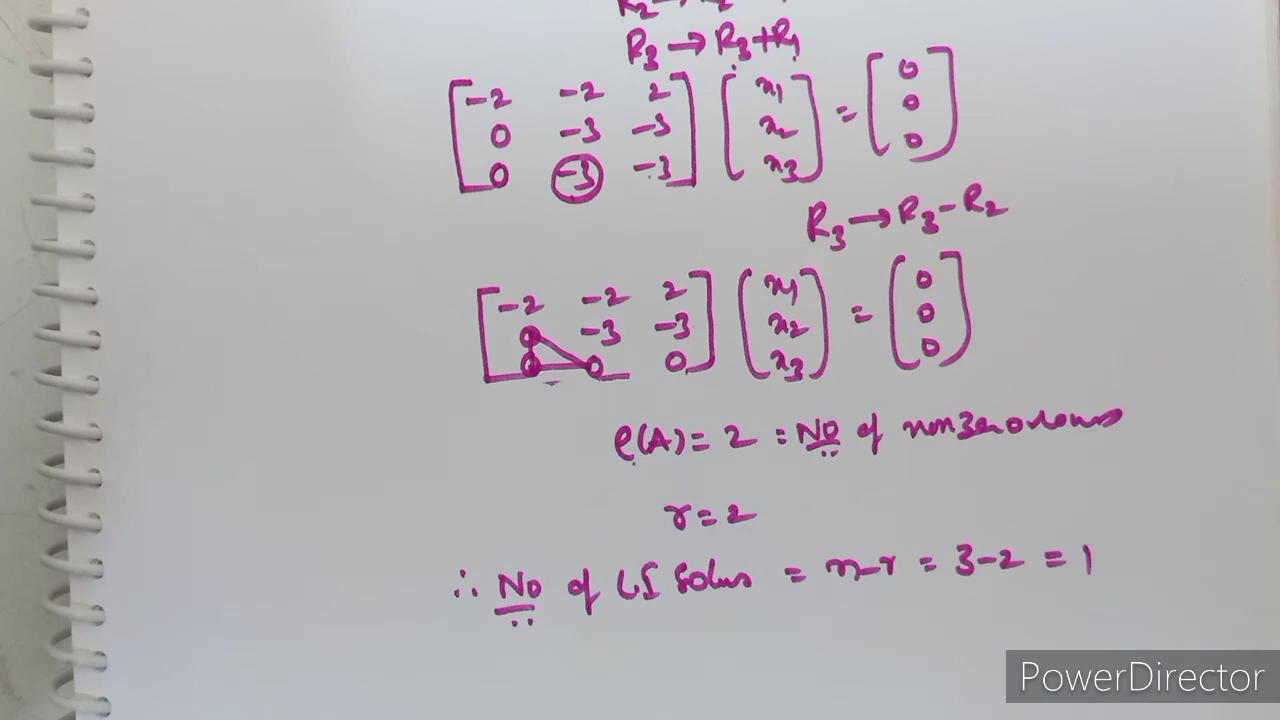 R₃ → R₃ + R₁
[ -2 -2 2 ] [ x₁ ] = [ 0 ]
[ 0 -3 -3 ] [ x₂ ] [ 0 ]
[ 0 -3 -3 ] [ x₃ ] [ 0 ]
R₃ → R₃ - R₂
[ -2 -2 2 ] [ x₁ ] = [ 0 ]
[ 0 -3 -3 ] [ x₂ ] [ 0 ]
[ 0 0 0 ] [ x₃ ] [ 0 ]
ρ(A) = 2 = No of non zero rows
r = 2
∴ No of LI Solns = n-r = 3-2 = 1
PowerDirector